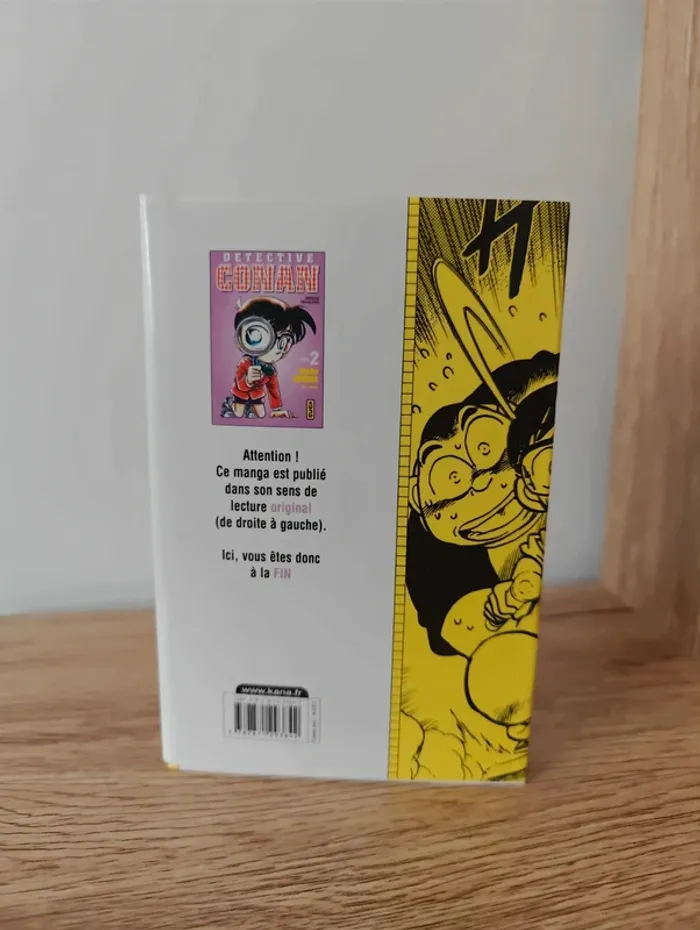 DETECTIVE
CONAN
2
KANA
Attention !
Ce manga est publié
dans son sens de
lecture original
(de droite à gauche).
Ici, vous êtes donc
à la FIN
www.kana.fr